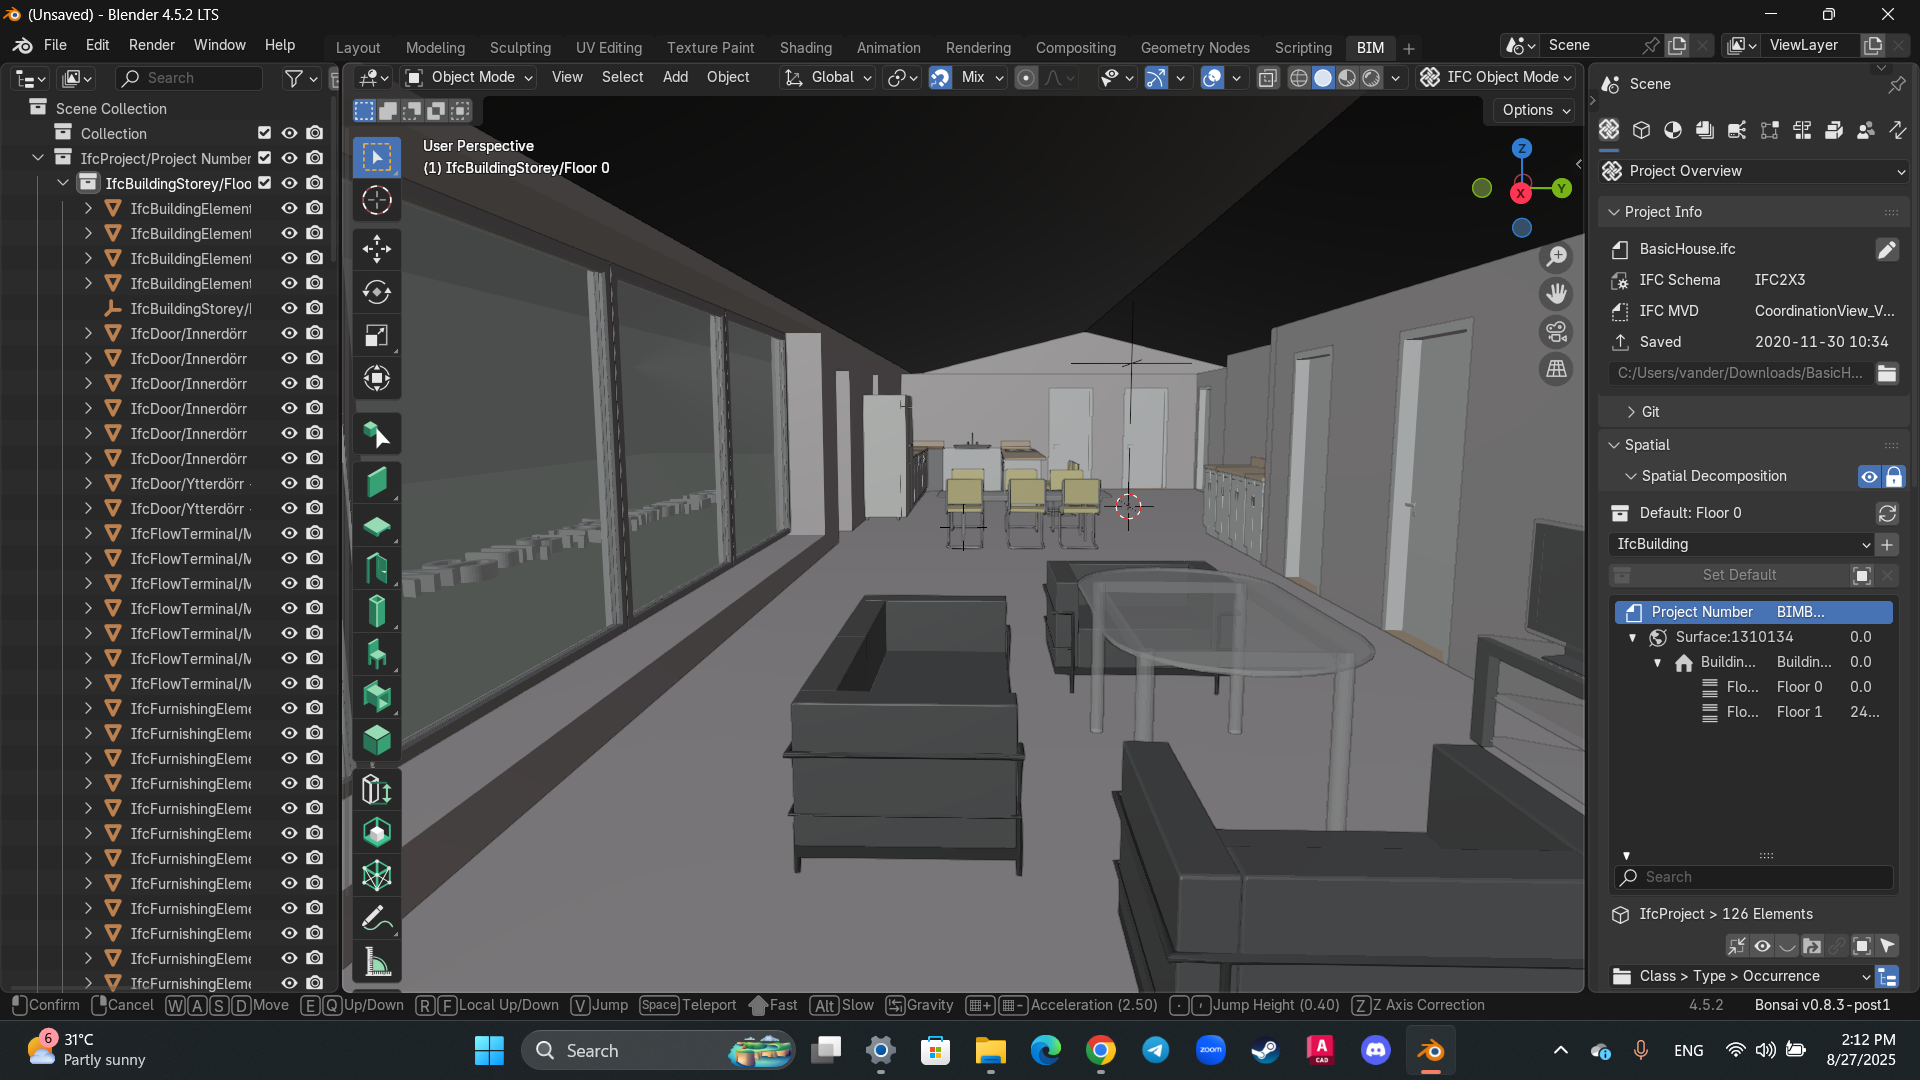 (Unsaved) - Blender 4.5.2 LTS
File Edit Render Window Help
Layout Modeling Sculpting UV Editing Texture Paint Shading Animation Rendering Compositing Geometry Nodes Scripting BIM
Scene
ViewLayer
Search
Object Mode View Select Add Object
Global
Mix
IFC Object Mode
Options
User Perspective
(1) IfcBuildingStorey/Floor 0
Z
Y
X
Scene Collection
Collection
IfcProject/Project Number
IfcBuildingStorey/Floo
IfcBuildingElement
IfcBuildingElement
IfcBuildingElement
IfcBuildingElement
IfcBuildingStorey/
IfcDoor/Innerdörr
IfcDoor/Innerdörr
IfcDoor/Innerdörr
IfcDoor/Innerdörr
IfcDoor/Innerdörr
IfcDoor/Innerdörr
IfcDoor/Ytterdörr
IfcDoor/Ytterdörr
IfcFlowTerminal/M
IfcFlowTerminal/M
IfcFlowTerminal/M
IfcFlowTerminal/M
IfcFlowTerminal/M
IfcFlowTerminal/M
IfcFlowTerminal/M
IfcFurnishingEleme
IfcFurnishingEleme
IfcFurnishingEleme
IfcFurnishingEleme
IfcFurnishingEleme
IfcFurnishingEleme
IfcFurnishingEleme
IfcFurnishingEleme
IfcFurnishingEleme
IfcFurnishingEleme
IfcFurnishingEleme
IfcFurnishingEleme
Scene
Project Overview
Project Info
BasicHouse.ifc
IFC Schema IFC2X3
IFC MVD CoordinationView_V...
Saved 2020-11-30 10:34
C:/Users/vander/Downloads/BasicH...
Git
Spatial
Spatial Decomposition
Default: Floor 0
IfcBuilding
Set Default
Project Number BIMB...
Surface:1310134 0.0
Buildin... Buildin... 0.0
Flo... Floor 0 0.0
Flo... Floor 1 24...
Search
IfcProject > 126 Elements
Class > Type > Occurrence
Confirm Cancel W A S D Move E Q Up/Down R F Local Up/Down V Jump Space Teleport Fast Alt Slow Gravity Acceleration (2.50) Jump Height (0.40) Z Z Axis Correction
4.5.2 Bonsai v0.8.3-post1
6
31°C
Partly sunny
Search
zoom
A
CAD
ENG
2:12 PM
8/27/2025